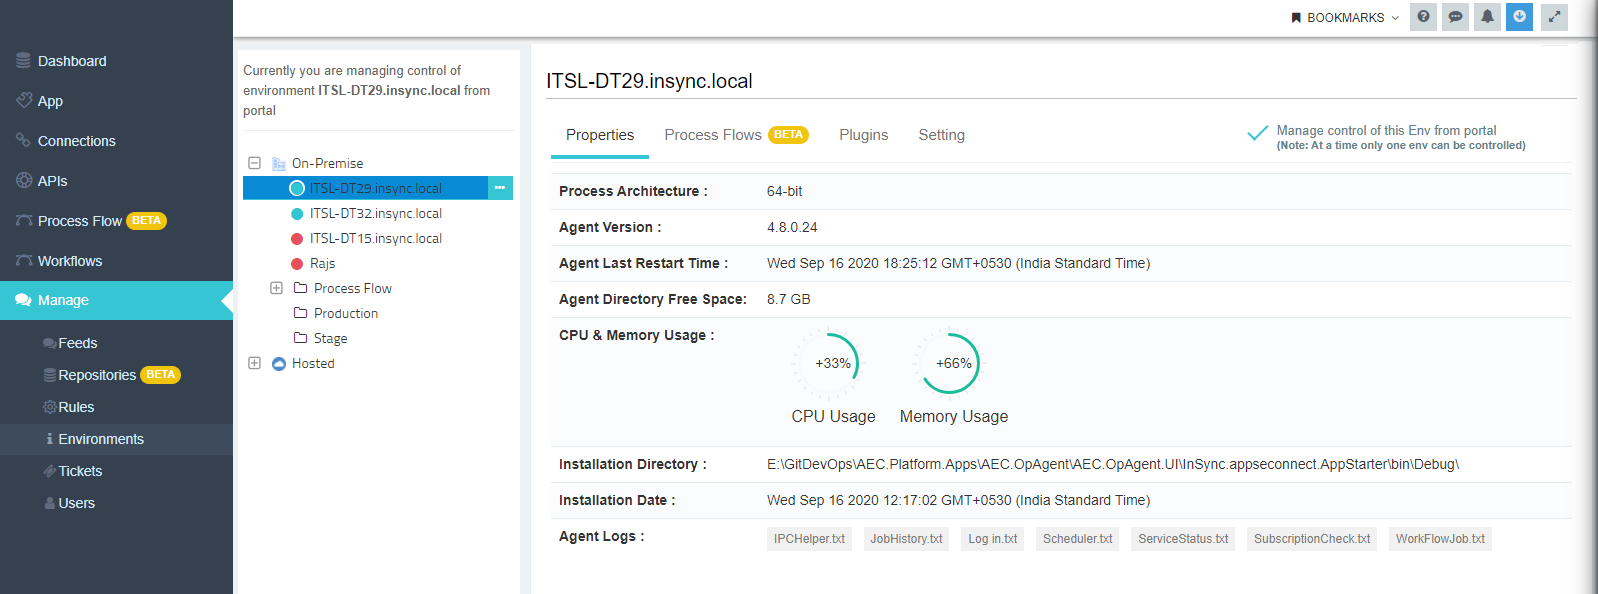 BOOKMARKS
Dashboard
App
Connections
APIs
Process Flow BETA
Workflows
Manage
Feeds
Repositories BETA
Rules
Environments
Tickets
Users
Currently you are managing control of
environment ITSL-DT29.insync.local from
portal
On-Premise
ITSL-DT29.insync.local
ITSL-DT32.insync.local
ITSL-DT15.insync.local
Rajs
Process Flow
Production
Stage
Hosted
ITSL-DT29.insync.local
Properties Process Flows BETA Plugins Setting
Manage control of this Env from portal
(Note: At a time only one env can be controlled)
Process Architecture : 64-bit
Agent Version : 4.8.0.24
Agent Last Restart Time : Wed Sep 16 2020 18:25:12 GMT+0530 (India Standard Time)
Agent Directory Free Space: 8.7 GB
CPU & Memory Usage :
+33% +66%
CPU Usage Memory Usage
Installation Directory : E:\GitDevOps\AEC.Platform.Apps\AEC.OpAgent\AEC.OpAgent.UI\InSync.appseconnect.AppStarter\bin\Debug\
Installation Date : Wed Sep 16 2020 12:17:02 GMT+0530 (India Standard Time)
Agent Logs : IPCHelper.txt JobHistory.txt Log in.txt Scheduler.txt ServiceStatus.txt SubscriptionCheck.txt WorkFlowJob.txt